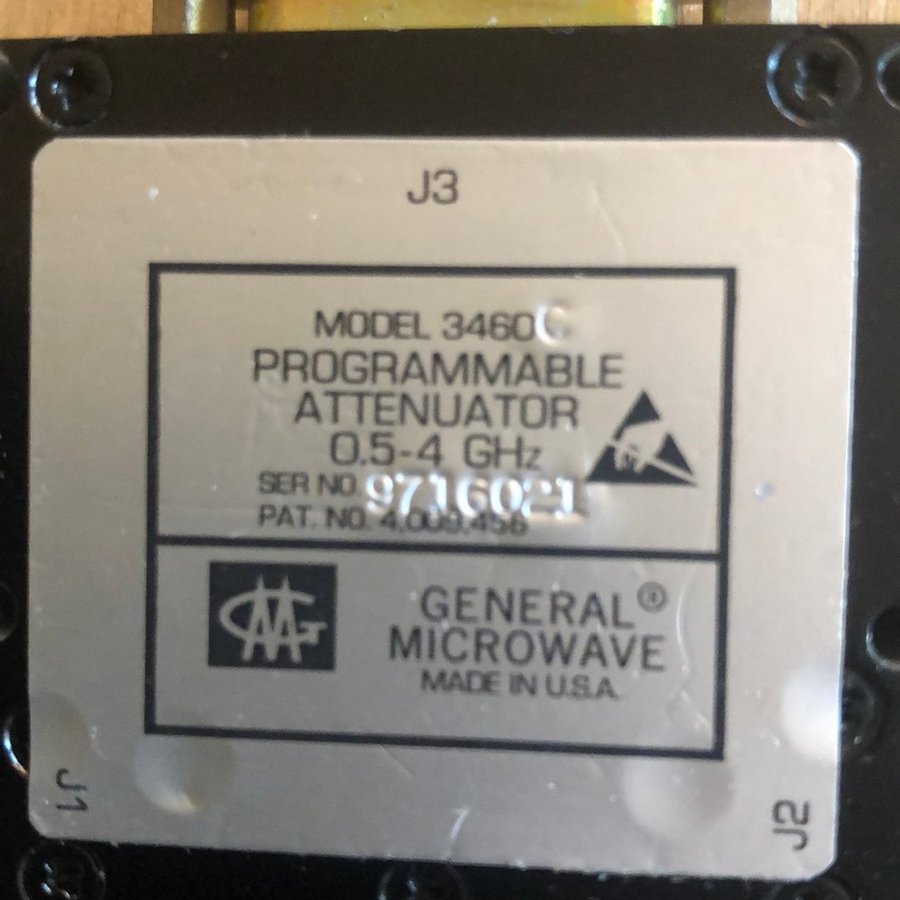 J3
MODEL 3460C
PROGRAMMABLE
ATTENUATOR
0.5-4 GHz
SER NO. 9716021
PAT. NO. 4,009,456
GENERAL®
MICROWAVE
MADE IN U.S.A.
J1
J2